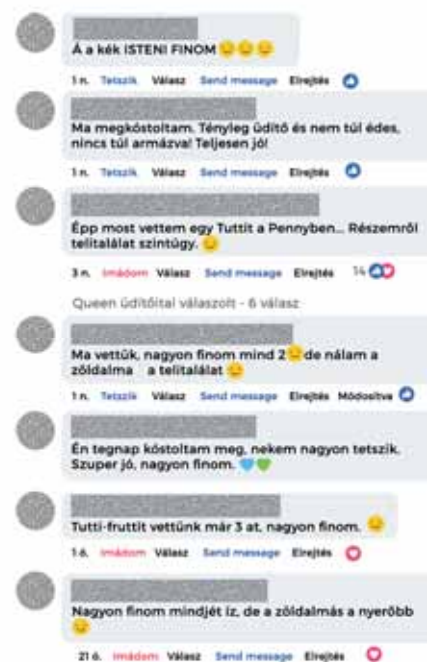 Á a kék ISTENI FINOM
1 n. Tetszik Válasz Send message Elrejtés
Ma megkóstoltam. Tényleg üdítő és nem túl édes,
nincs túl armázva! Teljesen jó!
1 n. Tetszik Válasz Send message Elrejtés
Épp most vettem egy Tuttit a Pennyben... Részemről
telitalálat szintúgy.
3 n. Imádom Válasz Send message Elrejtés 14
Queen üdítőital válaszolt - 6 válasz
Ma vettük, nagyon finom mind 2 de nálam a
zöldalma a telitalálat
1 n. Tetszik Válasz Send message Elrejtés Módosítva
Én tegnap kóstoltam meg, nekem nagyon tetszik.
Szuper jó, nagyon finom.
Tutti-fruttit vettünk már 3 at, nagyon finom.
1 ó. Imádom Válasz Send message Elrejtés
Nagyon finom mindjét íz, de a zöldalmás a nyerőbb
21 ó. Imádom Válasz Send message Elrejtés